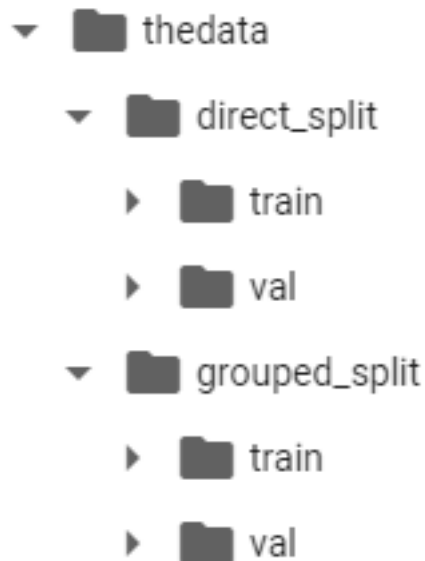 thedata
direct_split
train
val
grouped_split
train
val